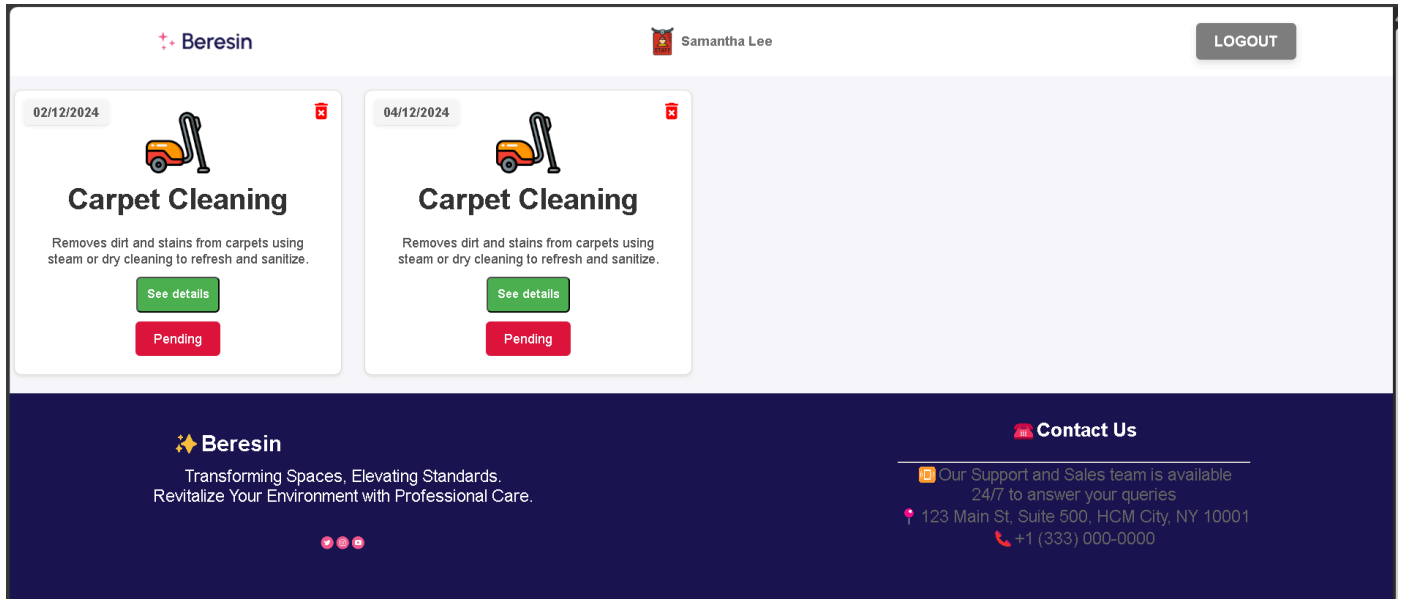 Beresin
STAFF
Samantha Lee
LOGOUT
02/12/2024
Carpet Cleaning
Removes dirt and stains from carpets using
steam or dry cleaning to refresh and sanitize.
See details
Pending
04/12/2024
Carpet Cleaning
Removes dirt and stains from carpets using
steam or dry cleaning to refresh and sanitize.
See details
Pending
Beresin
Transforming Spaces, Elevating Standards.
Revitalize Your Environment with Professional Care.
Contact Us
Our Support and Sales team is available
24/7 to answer your queries
123 Main St, Suite 500, HCM City, NY 10001
+1 (333) 000-0000